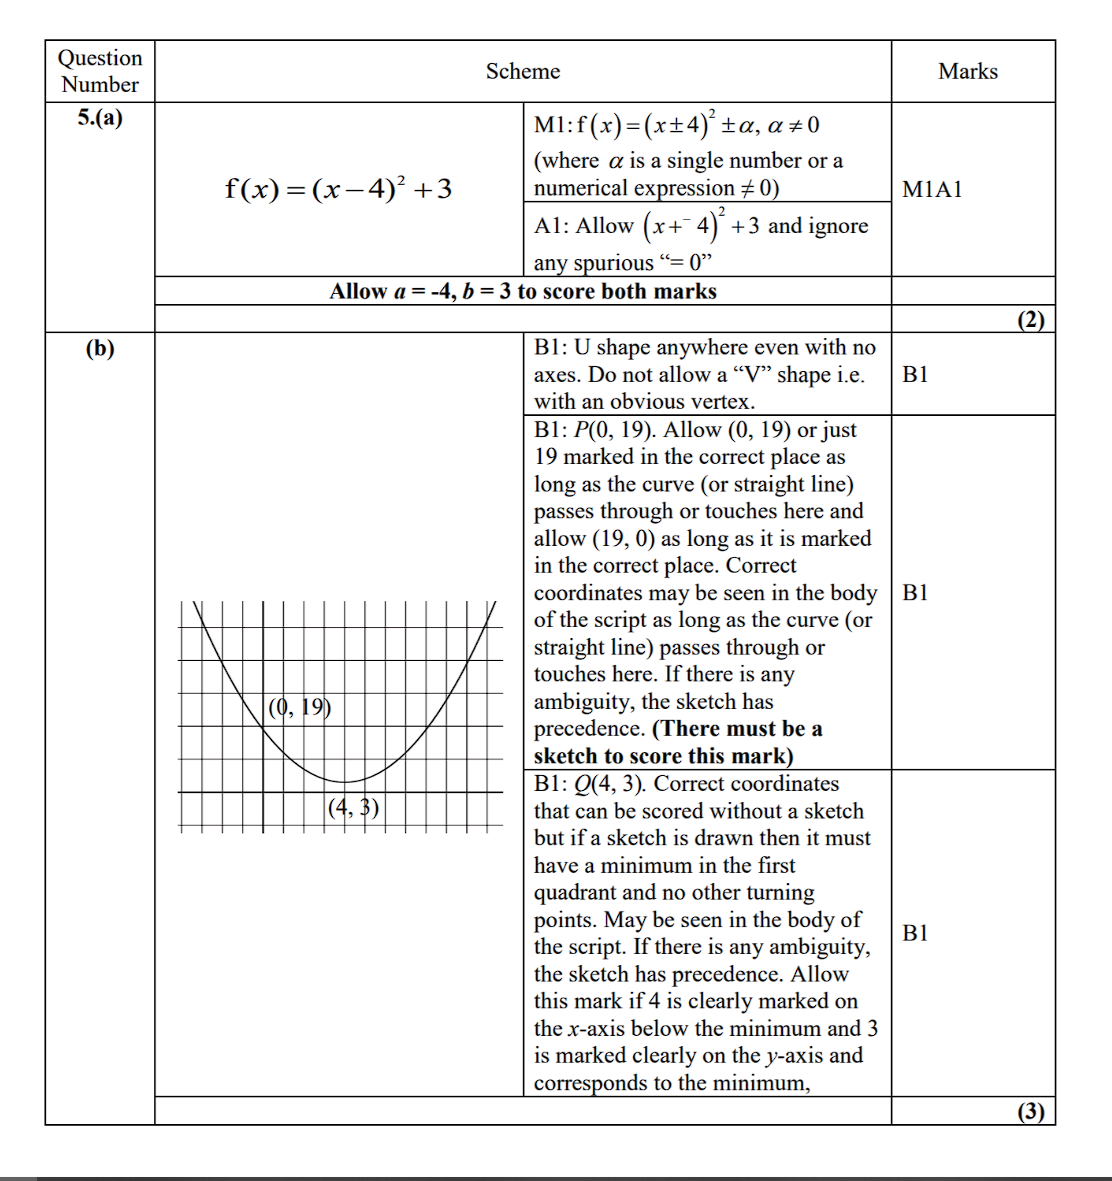 Question
Number
Scheme
Marks
5.(a)
f(x) = (x − 4)² + 3
M1: f(x) = (x ± 4)² ± α, α ≠ 0
(where α is a single number or a
numerical expression ≠ 0)
M1A1
A1: Allow (x + ⁻4)² + 3 and ignore
any spurious “= 0”
Allow a = -4, b = 3 to score both marks
(2)
(b)
B1: U shape anywhere even with no
axes. Do not allow a “V” shape i.e.
with an obvious vertex.
B1
B1: P(0, 19). Allow (0, 19) or just
19 marked in the correct place as
long as the curve (or straight line)
passes through or touches here and
allow (19, 0) as long as it is marked
in the correct place. Correct
coordinates may be seen in the body
of the script as long as the curve (or
straight line) passes through or
touches here. If there is any
ambiguity, the sketch has
precedence. (There must be a
sketch to score this mark)
B1
(0, 19)
(4, 3)
B1: Q(4, 3). Correct coordinates
that can be scored without a sketch
but if a sketch is drawn then it must
have a minimum in the first
quadrant and no other turning
points. May be seen in the body of
the script. If there is any ambiguity,
the sketch has precedence. Allow
this mark if 4 is clearly marked on
the x-axis below the minimum and 3
is marked clearly on the y-axis and
corresponds to the minimum,
B1
(3)